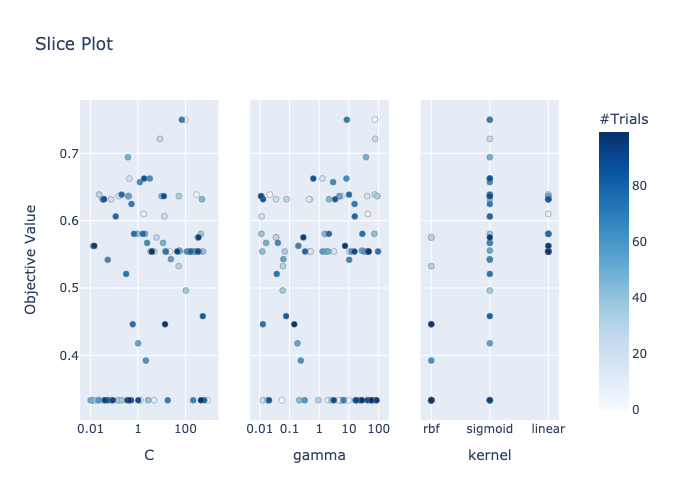 Slice Plot
#Trials
0.7
0.6
0.5
0.4
Objective Value
0.01 1 100
0.01 0.1 1 10 100
rbf sigmoid linear
C
gamma
kernel
80
60
40
20
0